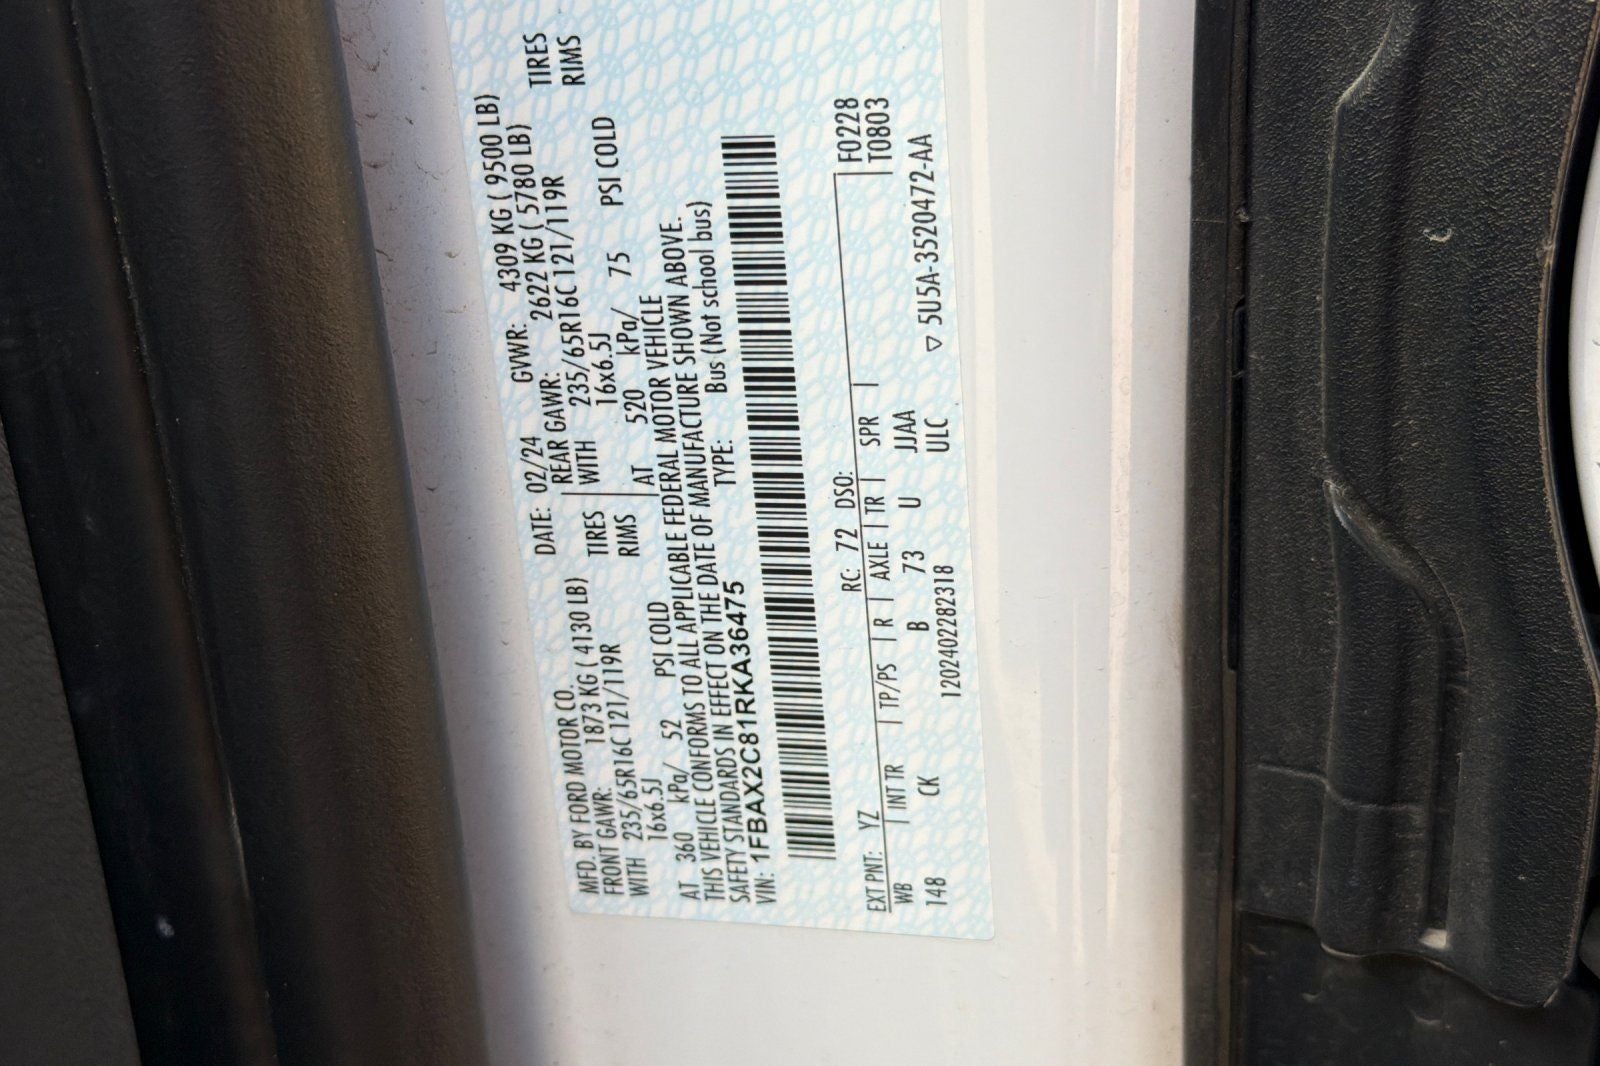 MFD. BY FORD MOTOR CO. DATE: 02/24 GVWR: 4309 KG ( 9500 LB)
FRONT GAWR: 1873 KG ( 4130 LB) REAR GAWR: 2622 KG ( 5780 LB)
WITH 235/65R16C 121/119R TIRES WITH 235/65R16C 121/119R TIRES
16x6.5J RIMS 16x6.5J RIMS
AT 360 kPa/ 52 PSI COLD AT 520 kPa/ 75 PSI COLD
THIS VEHICLE CONFORMS TO ALL APPLICABLE FEDERAL MOTOR VEHICLE
SAFETY STANDARDS IN EFFECT ON THE DATE OF MANUFACTURE SHOWN ABOVE.
VIN: 1FBAX2C81RKA36475 TYPE: Bus (Not school bus)
EXT PNT: YZ RC: 72 DSO: F0228
WB | INT TR | TP/PS | R | AXLE | TR | SPR | T0803
148 CK B 73 U JJAA ▽ 5U5A-3520472-AA
120240228231​8 ULC